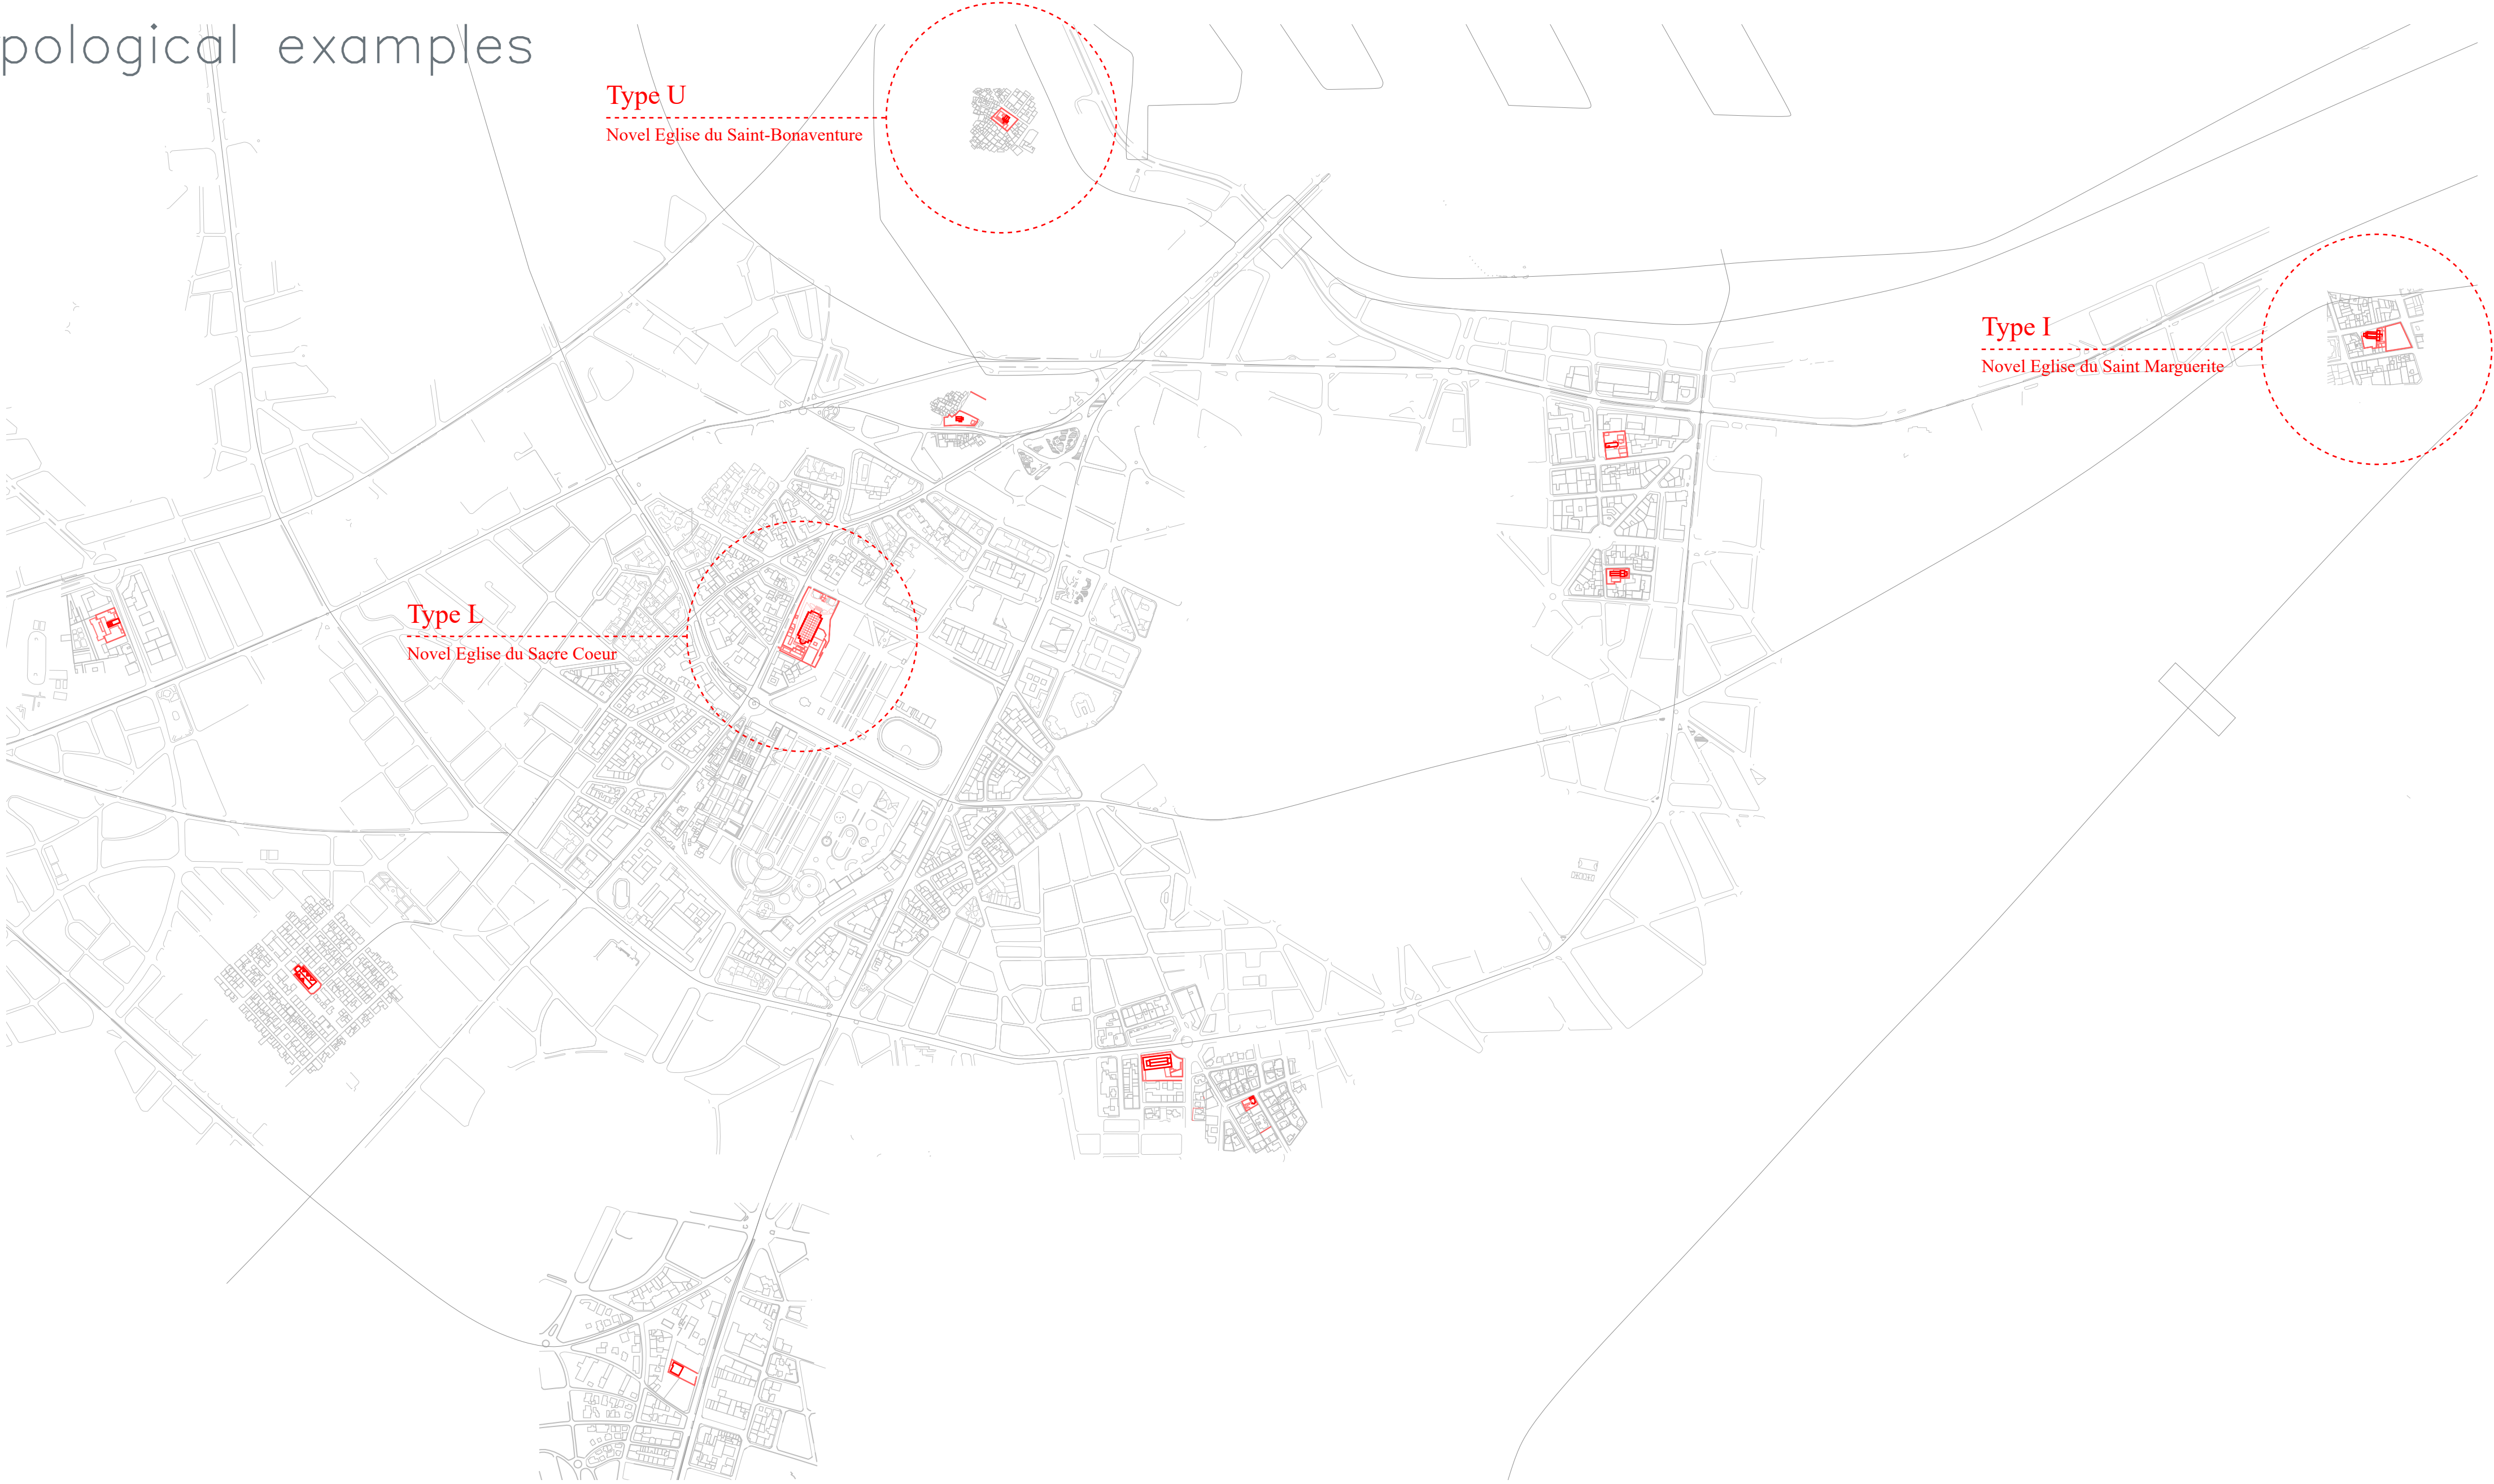 pological examples
Type U
Novel Eglise du Saint-Bonaventure
Type I
Novel Eglise du Saint Marguerite
Type L
Novel Eglise du Sacre Coeur